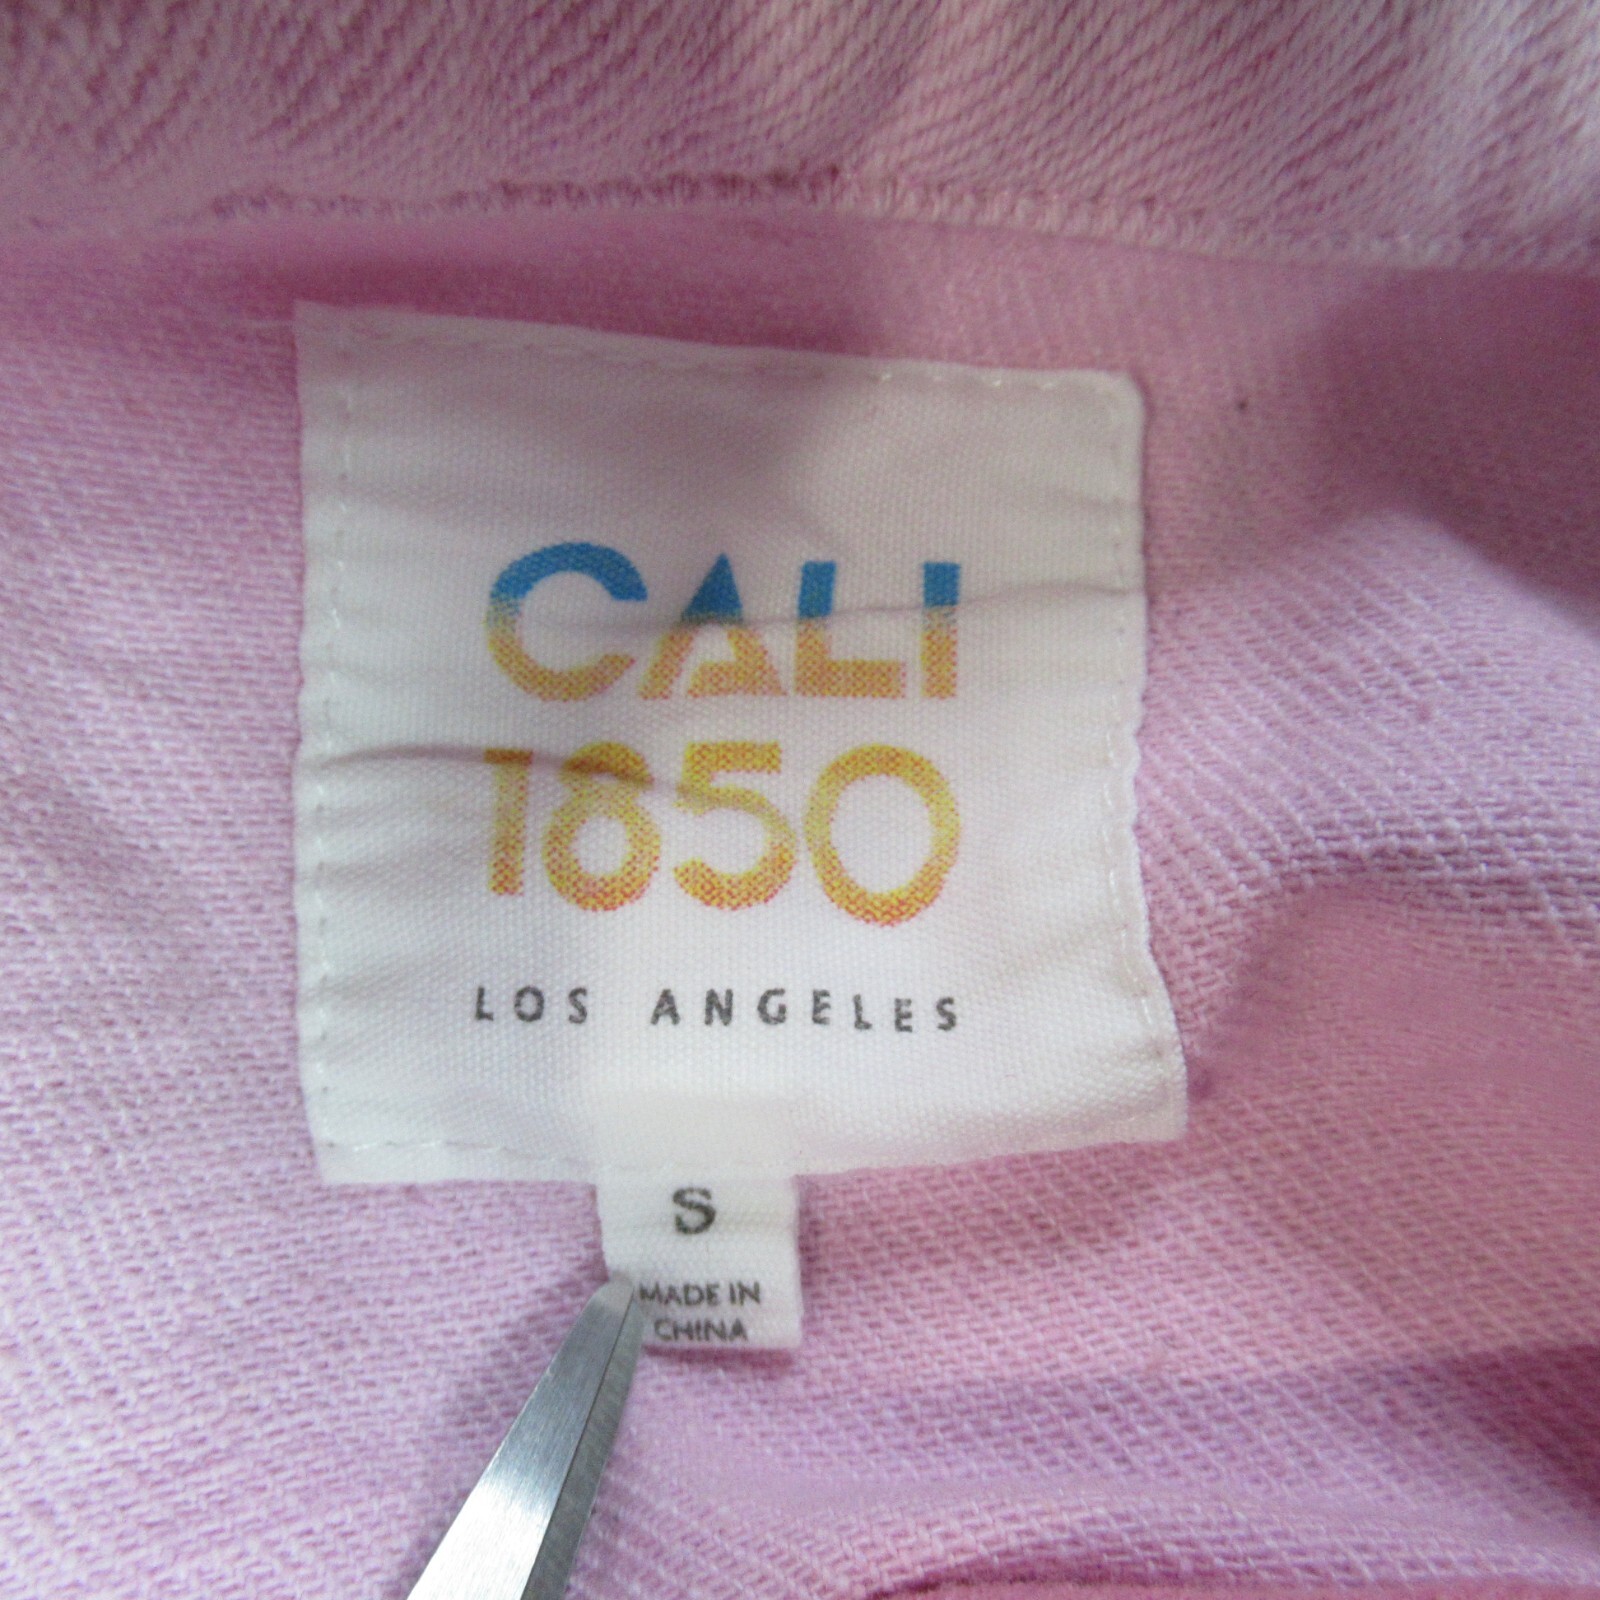 CALI
1850
LOS ANGELES
S
MADE IN
CHINA